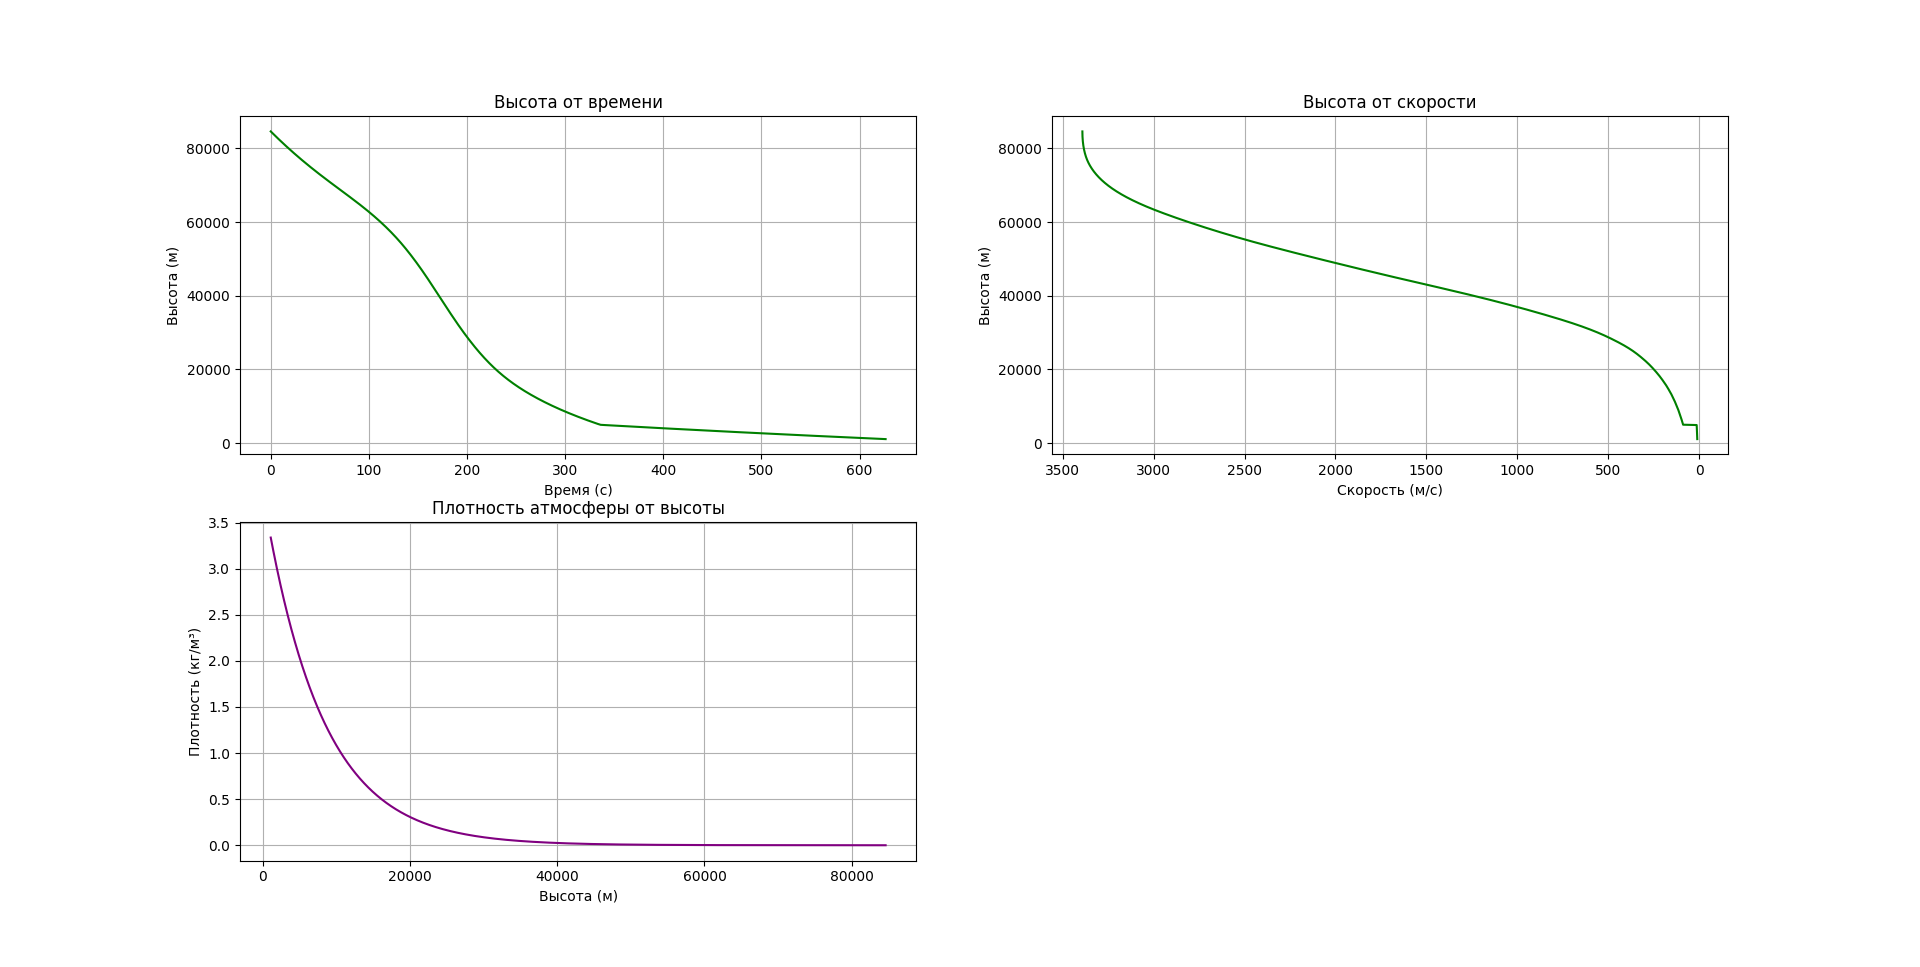 Высота от времени
80000
60000
40000
20000
0
Высота (м)
0 100 200 300 400 500 600
Время (с)
Высота от скорости
80000
60000
40000
20000
0
Высота (м)
3500 3000 2500 2000 1500 1000 500 0
Скорость (м/с)
Плотность атмосферы от высоты
3.5
3.0
2.5
2.0
1.5
1.0
0.5
0.0
Плотность (кг/м³)
0 20000 40000 60000 80000
Высота (м)